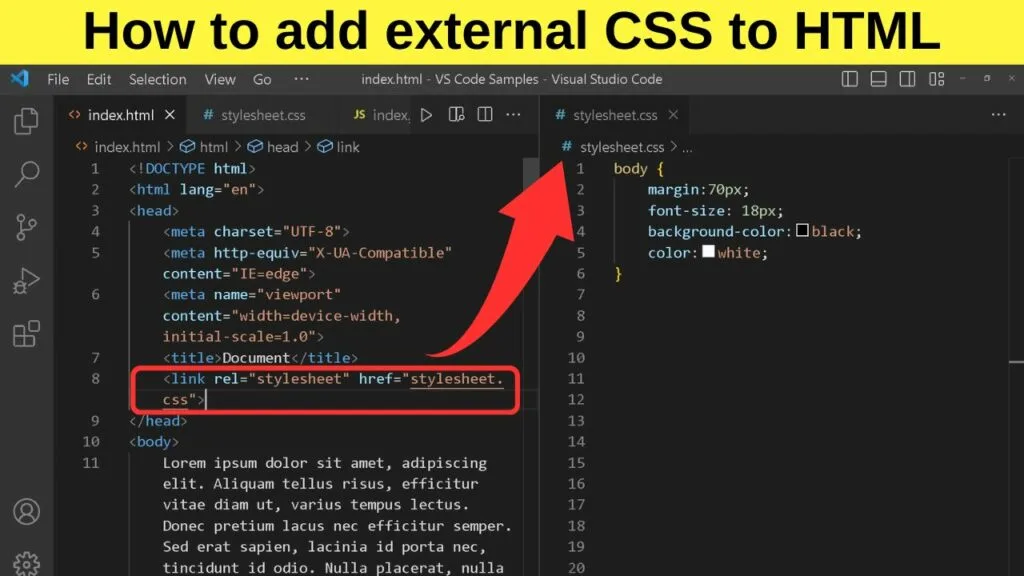 How to add external CSS to HTML
File Edit Selection View Go ··· index.html - VS Code Samples - Visual Studio Code
<> index.html × # stylesheet.css JS index. ···
<> index.html > html > head > link
1 <!DOCTYPE html>
2 <html lang="en">
3 <head>
4 <meta charset="UTF-8">
5 <meta http-equiv="X-UA-Compatible"
content="IE=edge">
6 <meta name="viewport"
content="width=device-width,
initial-scale=1.0">
7 <title>Document</title>
8 <link rel="stylesheet" href="stylesheet.
css">
9 </head>
10 <body>
11 Lorem ipsum dolor sit amet, adipiscing
elit. Aliquam tellus risus, efficitur
vitae diam ut, varius tempus lectus.
Donec pretium lacus nec efficitur semper.
Sed erat sapien, lacinia id porta nec,
tincidunt id odio. Nulla placerat, nulla
# stylesheet.css × ···
# stylesheet.css > ...
1 body {
2 margin:70px;
3 font-size: 18px;
4 background-color: black;
5 color: white;
6 }
7
8
9
10
11
12
13
14
15
16
17
18
19
20